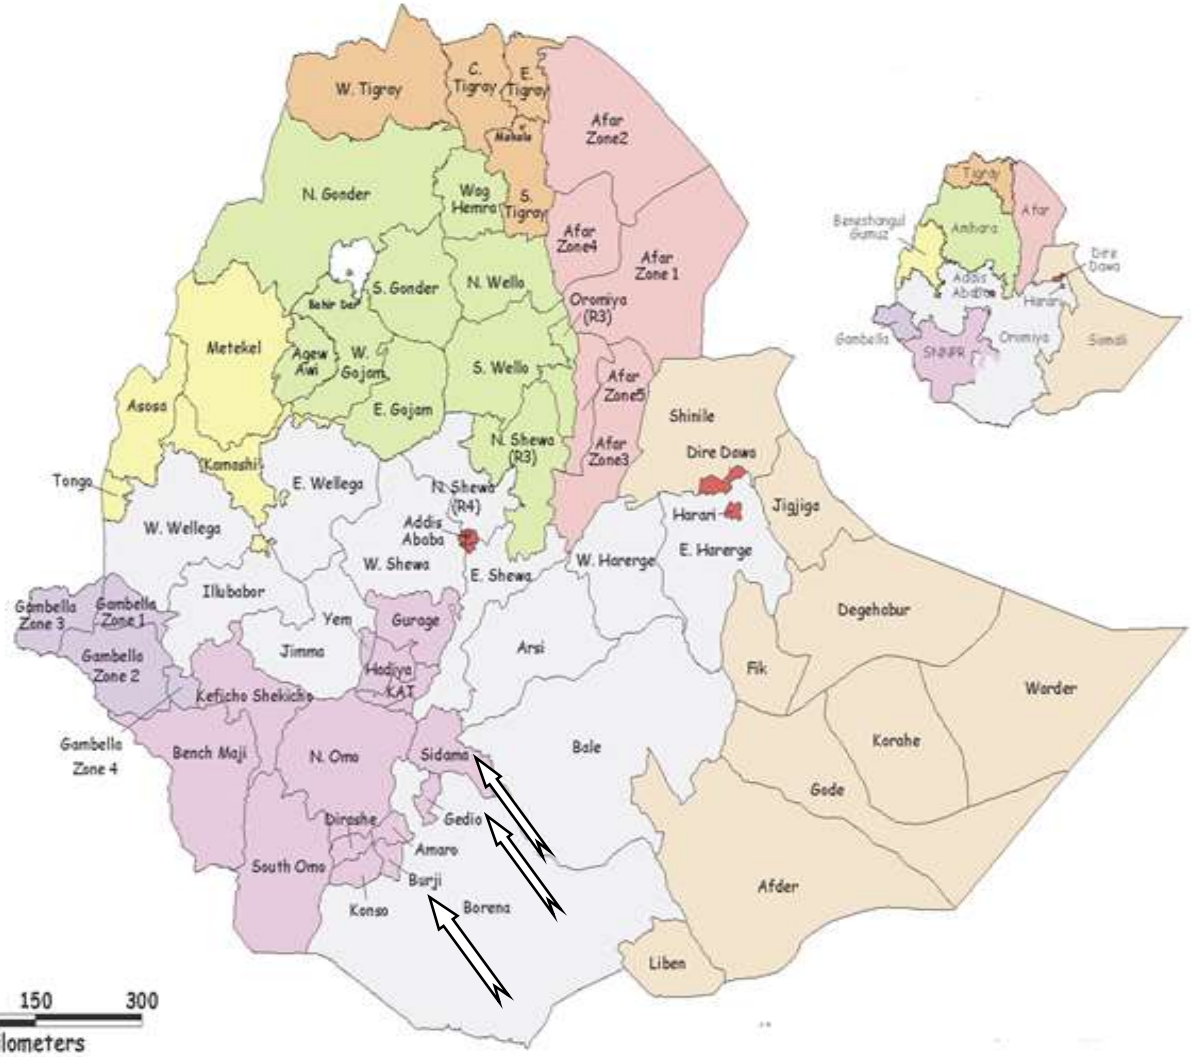 W. Tigray
C.
Tigray
E.
Tigray
Mekele
S.
Tigray
Afar
Zone2
N. Gonder
Wag
Hemra
Afar
Zone4
Afar
Zone 1
S. Gonder
N. Wello
Oromiya
(R3)
Bahir Dar
Metekel
Agew
Awi
W.
Gojam
S. Wello
Afar
Zone5
Asosa
E. Gojam
N. Shewa
(R3)
Afar
Zone3
Shinile
Dire Dawa
Tongo
Kamashi
E. Wellega
N. Shewa
(R4)
Harari
Jigjiga
W. Wellega
Addis
Ababa
W. Shewa
E. Shewa
W. Harerge
E. Harerge
Gambella
Zone 3
Gambella
Zone 1
Illubabor
Yem
Gurage
Degehabur
Gambella
Zone 2
Jimma
Hadiya
KAT
Arsi
Fik
Keficho Shekicho
Warder
Gambella
Zone 4
Bench Maji
N. Omo
Sidama
Bale
Korahe
Gode
Dirashe
Gedio
Amaro
South Omo
Burji
Konso
Borena
Afder
Liben
150
300
ilometers
Tigray
Afar
Beneshangul
Gumuz
Amhara
Dire
Dawa
Addis
Ababa
Harari
Gambella
SNNPR
Oromiya
Somali